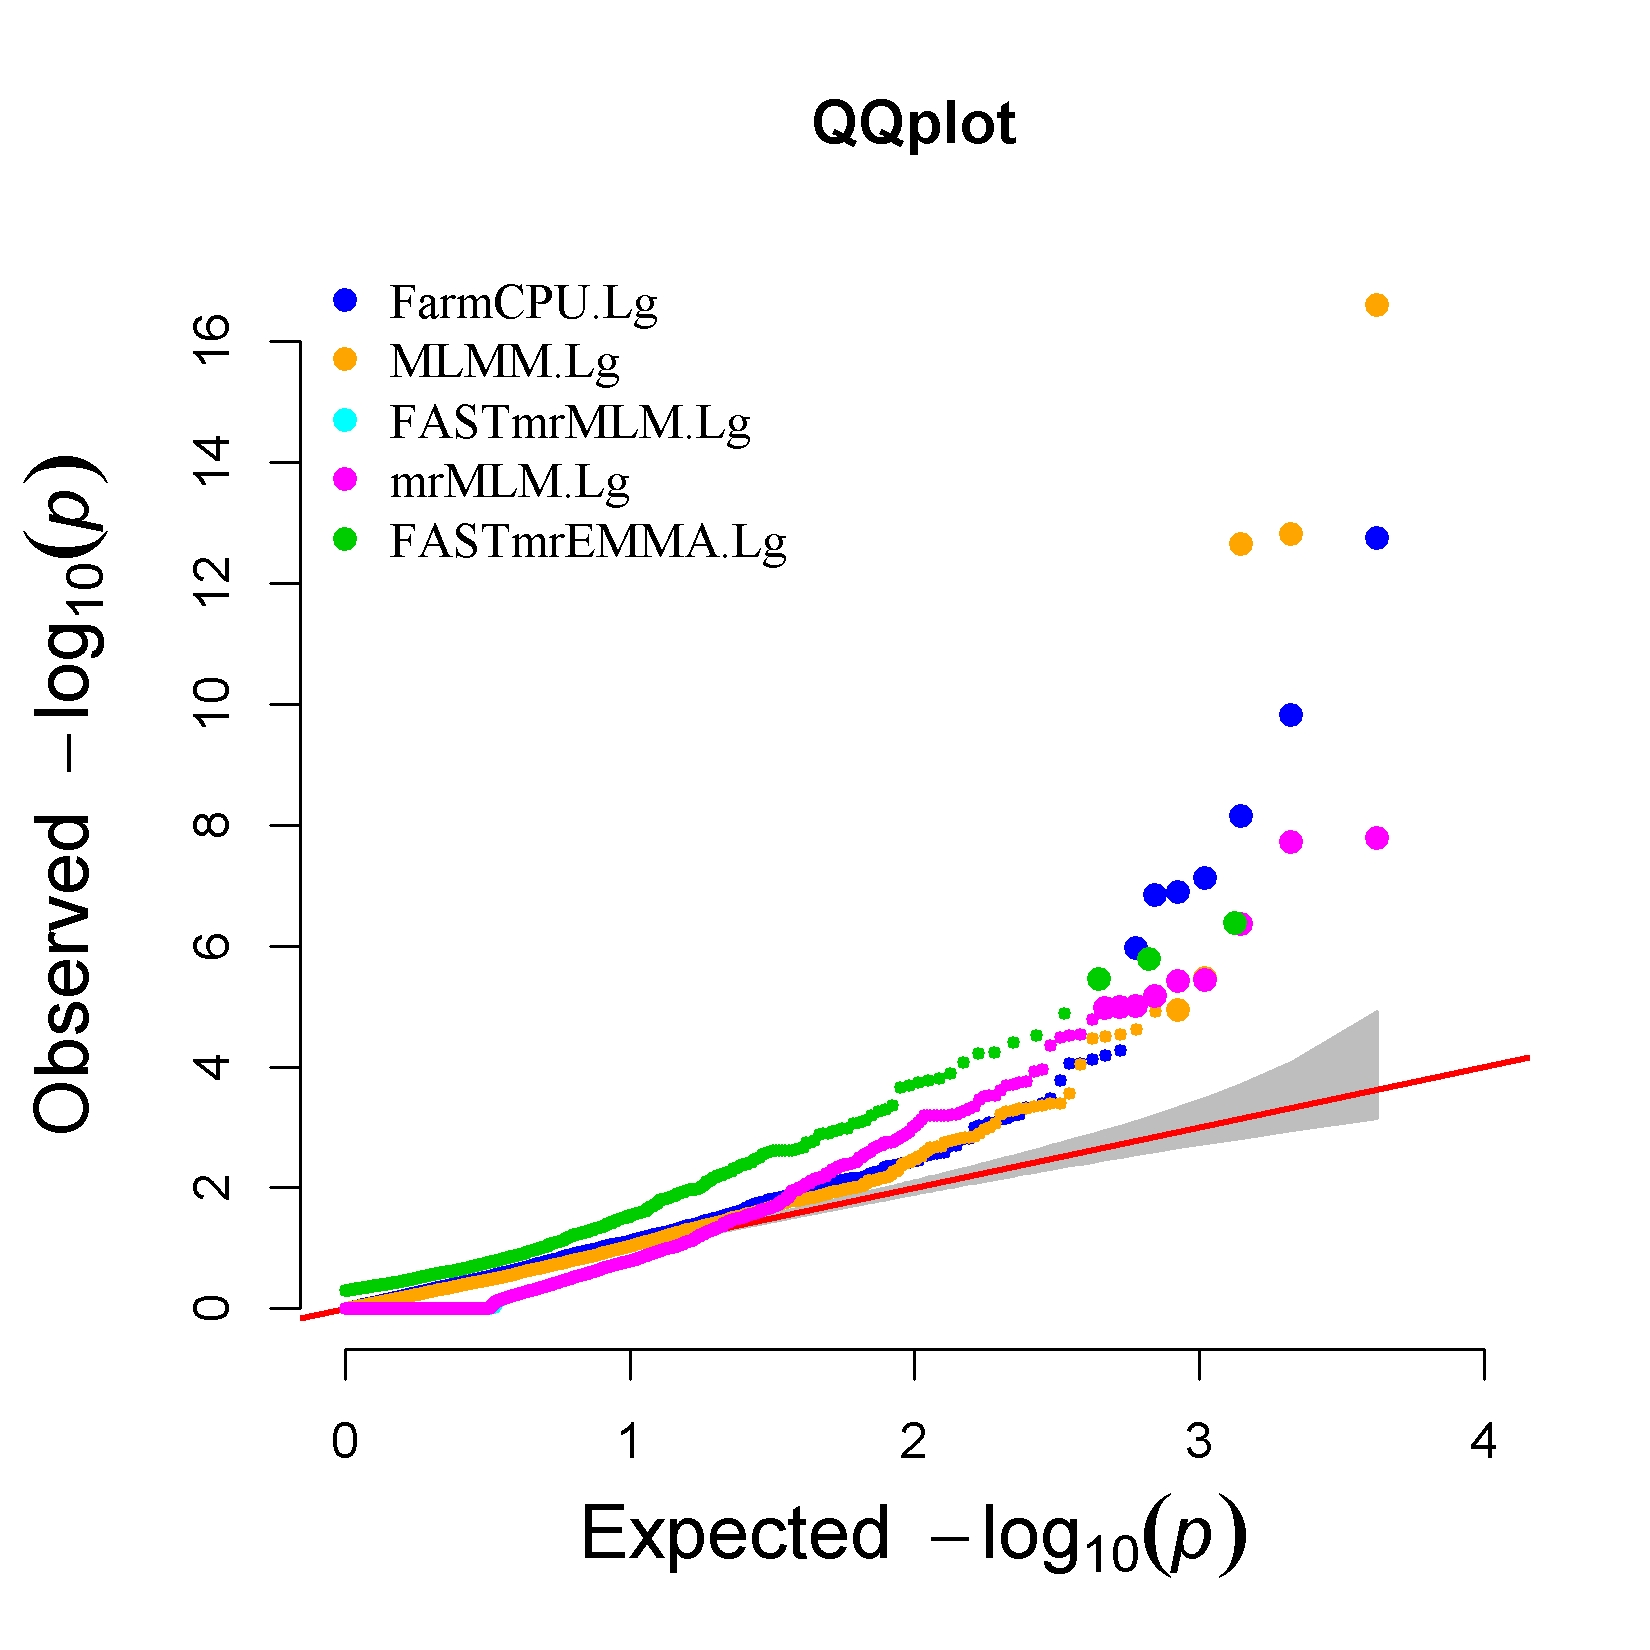 QQplot
FarmCPU.Lg
MLMM.Lg
FASTmrMLM.Lg
mrMLM.Lg
FASTmrEMMA.Lg
Observed −log₁₀(p)
16
14
12
10
8
6
4
2
0
0 1 2 3 4
Expected −log₁₀(p)